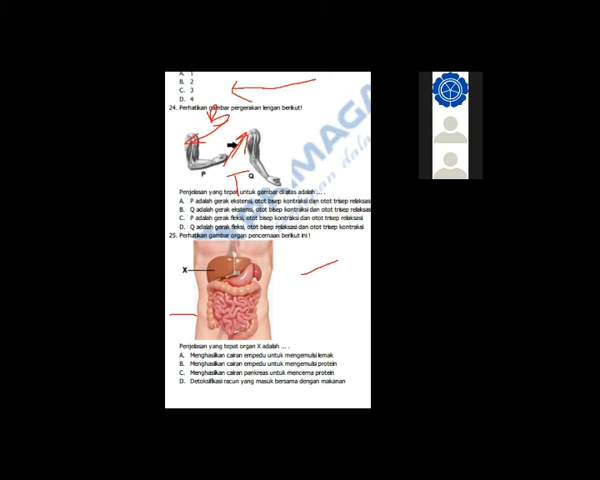 A. 1
B. 2
C. 3
D. 4
24. Perhatikan gambar pergerakan lengan berikut!
B
T
P
Q
Penjelasan yang tepat untuk gambar di atas adalah ... .
A. P adalah gerak ekstensi, otot bisep kontraksi dan otot trisep relaksas
B. Q adalah gerak ekstensi, otot bisep kontraksi dan otot trisep relaksas
C. P adalah gerak fleksi, otot bisep kontraksi dan otot trisep relaksasi
D. Q adalah gerak fleksi, otot bisep relaksasi dan otot trisep kontraksi
25. Perhatikan gambar organ pencernaan berikut ini !
X
Penjelasan yang tepat organ X adalah ... .
A. Menghasilkan cairan empedu untuk mengemulsi lemak
B. Menghasilkan cairan empedu untuk mengemulsi protein
C. Menghasilkan cairan pankreas untuk mencerna protein
D. Detoksifikasi racun yang masuk bersama dengan makanan